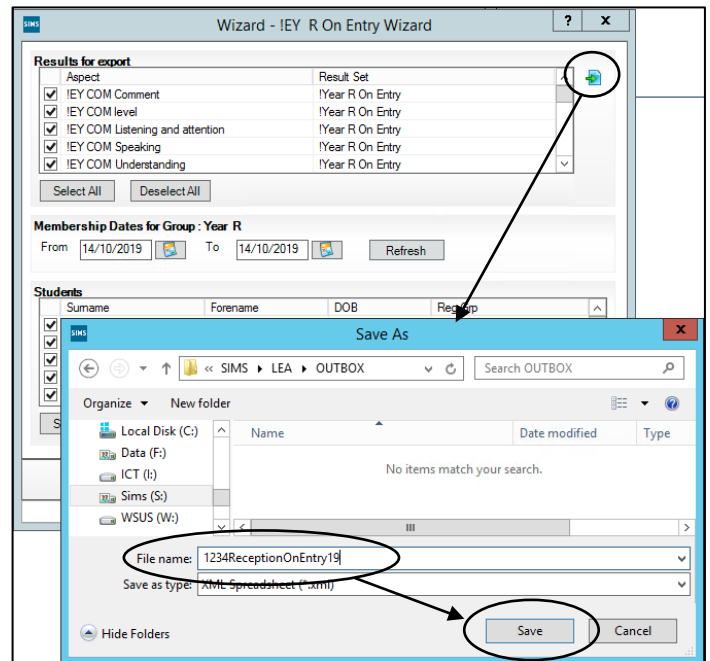 SIMS Wizard - !EY R On Entry Wizard ? x
Results for export
Aspect Result Set
!EY COM Comment !Year R On Entry
!EY COM level !Year R On Entry
!EY COM Listening and attention !Year R On Entry
!EY COM Speaking !Year R On Entry
!EY COM Understanding !Year R On Entry
Select All Deselect All
Membership Dates for Group : Year R
From 14/10/2019 To 14/10/2019 Refresh
Students
Surname Forename DOB Reg Grp
SIMS Save As x
« SIMS LEA OUTBOX Search OUTBOX
Organize New folder ?
Local Disk (C:) Name Date modified Type
Data (F:)
ICT (I:) No items match your search.
Sims (S:)
WSUS (W:)
File name: 1234ReceptionOnEntry19
Save as type: XML Spreadsheet (*.xml)
Hide Folders Save Cancel